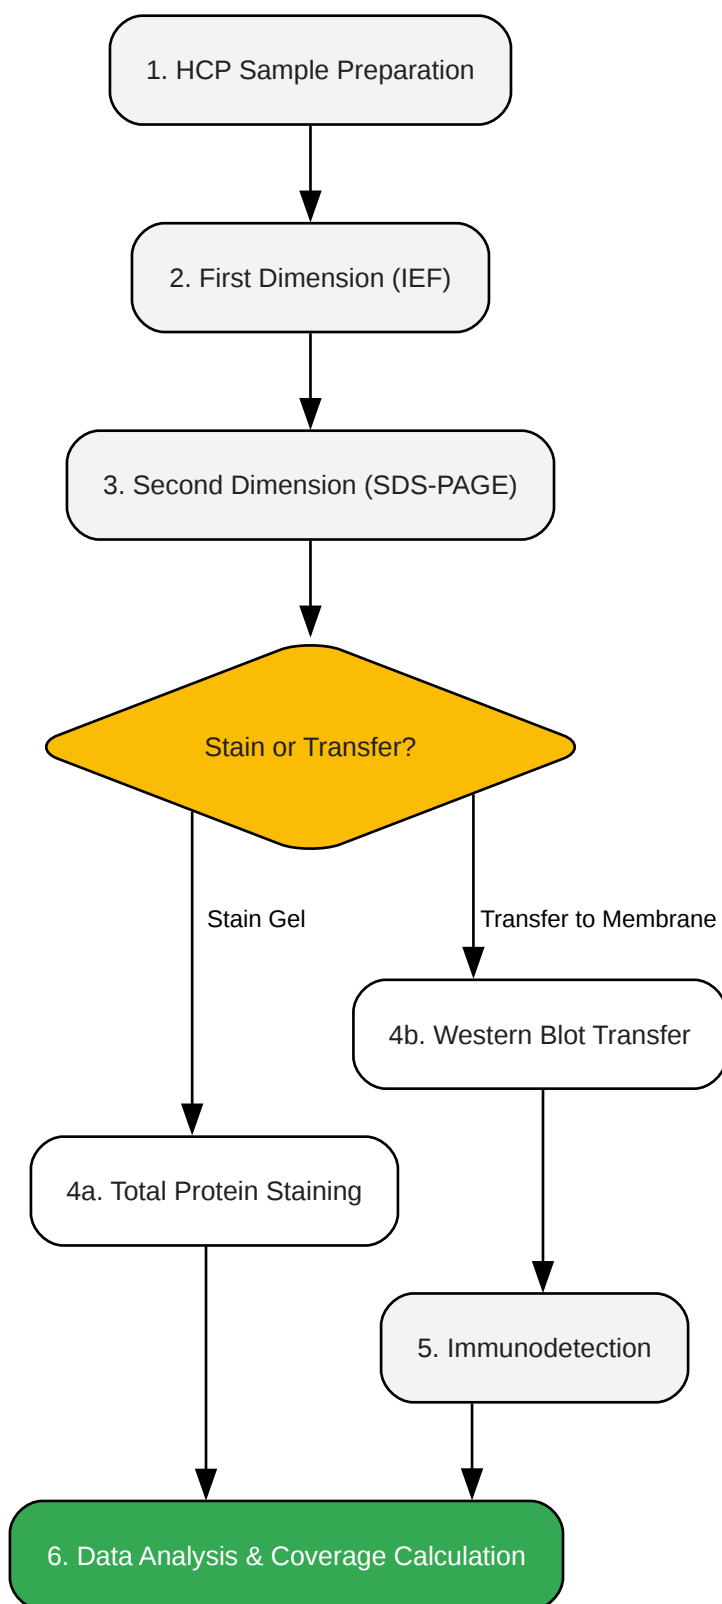 1. HCP Sample Preparation
2. First Dimension (IEF)
3. Second Dimension (SDS-PAGE)
Stain or Transfer?
Stain Gel
Transfer to Membrane
4b. Western Blot Transfer
4a. Total Protein Staining
5. Immunodetection
6. Data Analysis & Coverage Calculation